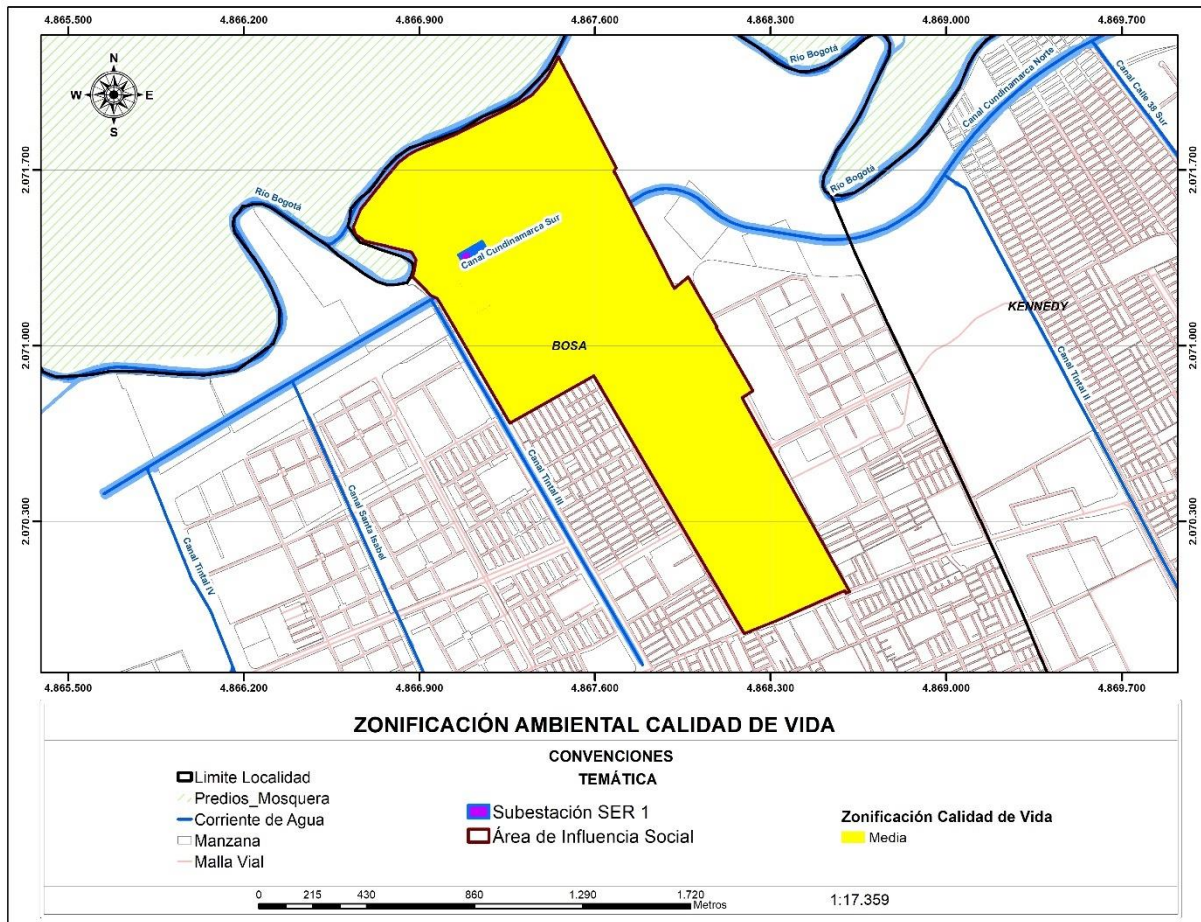 4.865.500 4.866.200 4.866.900 4.867.600 4.868.300 4.869.000 4.869.700
N
W E
S
Río Bogotá
Canal Cundinamarca Norte
Canal Calle 38 Sur
2.071.700 2.071.700
Río Bogotá
Río Bogotá
Canal Cundinamarca Sur
KENNEDY
2.071.000 2.071.000
BOSA
Canal Tintal II
Canal Tintal III
Canal Santa Isabel
2.070.300 2.070.300
Canal Tintal IV
4.865.500 4.866.200 4.866.900 4.867.600 4.868.300 4.869.000 4.869.700
ZONIFICACIÓN AMBIENTAL CALIDAD DE VIDA
CONVENCIONES
TEMÁTICA
Limite Localidad
Predios_Mosquera
Corriente de Agua
Manzana
Malla Vial
Subestación SER 1
Área de Influencia Social
Zonificación Calidad de Vida
Media
0 215 430 860 1.290 1.720
Metros
1:17.359